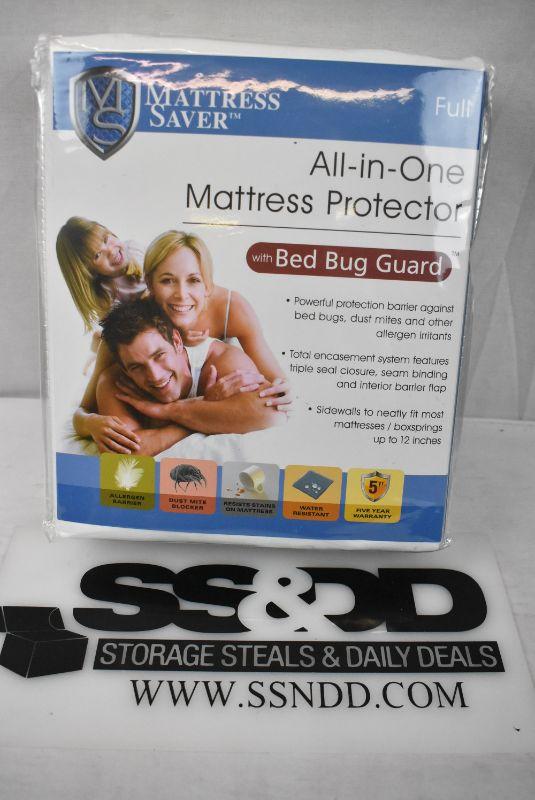 MS
MATTRESS
SAVER™
Full
All-in-One
Mattress Protector
with Bed Bug Guard™
• Powerful protection barrier against
bed bugs, dust mites and other
allergen irritants
• Total encasement system features
triple seal closure, seam binding
and interior barrier flap
• Sidewalls to neatly fit most
mattresses / boxsprings
up to 12 inches
ALLERGEN
BARRIER
DUST MITE
BLOCKER
RESISTS STAINS
ON MATTRESS
WATER
RESISTANT
5
FIVE YEAR
WARRANTY
SS&DD
STORAGE STEALS & DAILY DEALS
WWW.SSNDD.COM